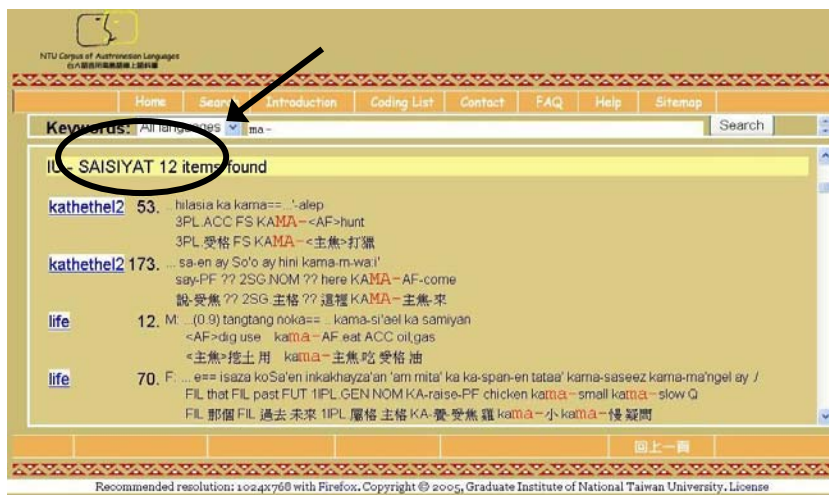 NTU Corpus of Austronesian Languages
Home Search Introduction Coding List Contact FAQ Help Sitemap
Keywords: All languages ma- Search
IU - SAISIYAT 12 items found
kathethel2 53. ... hilasia ka kama==...'-alep
3PL ACC FS KAMA-<AF>hunt
3PL 受格 FS KAMA-<主焦>打獵
kathethel2 173. ... sa-en ay So'o ay hini kama-m-wa:i'
say-PF ?? 2SG.NOM ?? here KAMA-AF-come
說-受焦 ?? 2SG 主格 ?? 這裡 KAMA-主焦-來
life 12. M: ...(0.9) tangtang noka== .. kama-si'ael ka samiyan
<AF>dig use kama-AF.eat ACC oil,gas
<主焦>挖土 用 kama-主焦 吃 受格 油
life 70. F: ... e== isaza koSa'en inkakhayza'an 'am mita' ka ka-span-en tataa' kama-saseez kama-ma'ngel ay /
FIL that FIL past FUT 1IPL.GEN NOM KA-raise-PF chicken kama-small kama-slow Q
FIL 那個 FIL 過去 未來 1IPL 屬格 主格 KA-養-受焦 雞 kama-小 kama-慢 疑問
回上一頁
Recommended resolution: 1024x768 with Firefox. Copyright © 2005, Graduate Institute of National Taiwan University. License